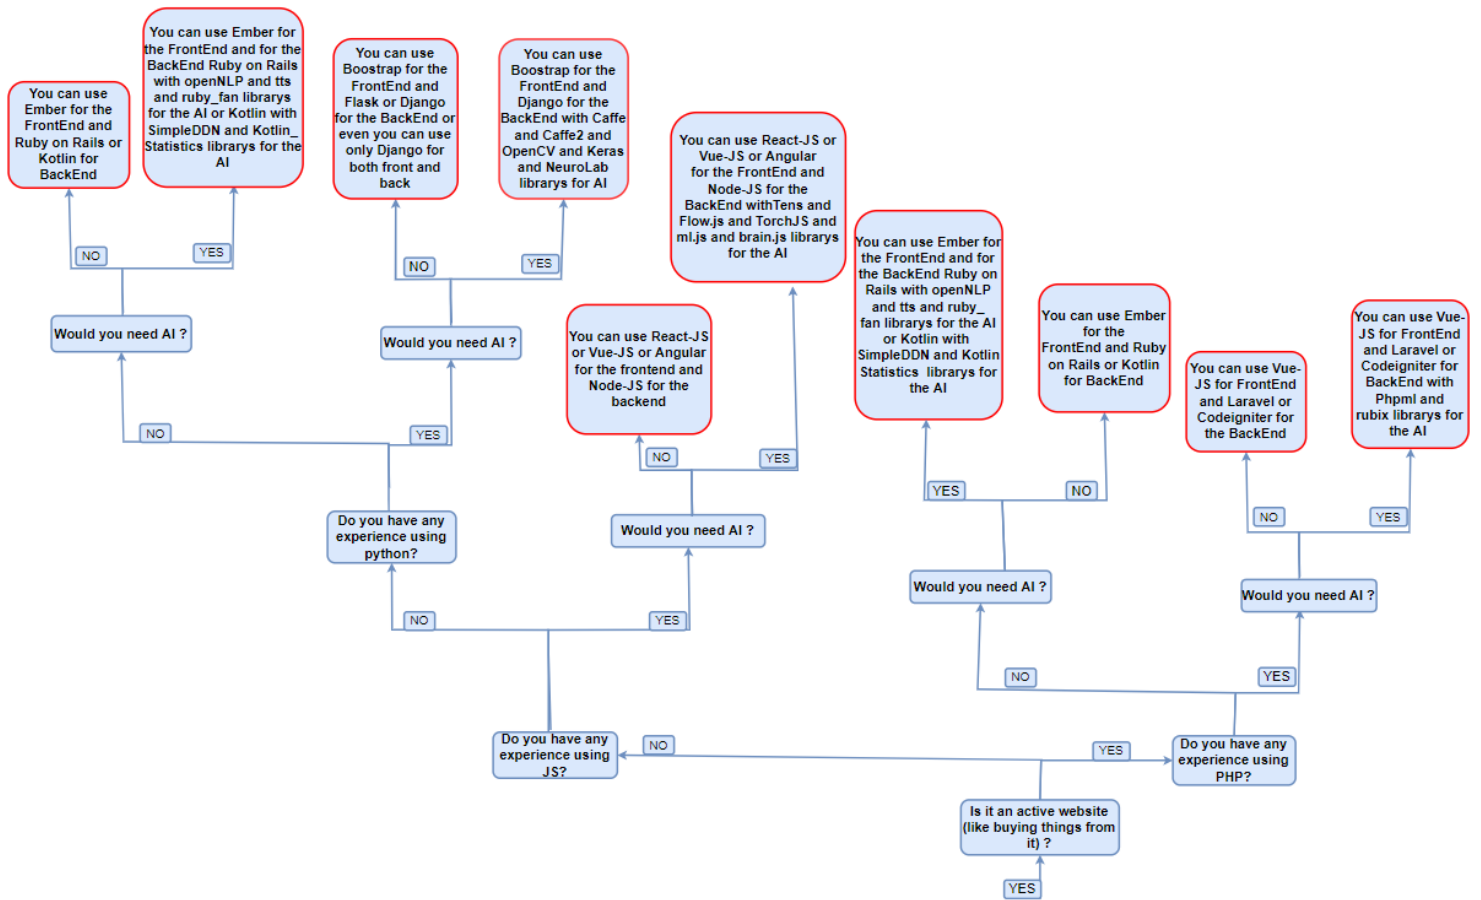 You can use
Ember for the
FrontEnd and
Ruby on Rails or
Kotlin for
BackEnd
You can use Ember for
the FrontEnd and for the
BackEnd Ruby on Rails
with openNLP and tts
and ruby_fan librarys
for the AI or Kotlin with
SimpleDDN and Kotlin_
Statistics librarys for the
AI
You can use
Boostrap for the
FrontEnd and
Flask or Django
for the BackEnd or
even you can use
only Django for
both front and
back
You can use
Boostrap for the
FrontEnd and
Django for the
BackEnd with Caffe
and Caffe2 and
OpenCV and Keras
and NeuroLab
librarys for AI
You can use React-JS or
Vue-JS or Angular
for the FrontEnd and
Node-JS for the
BackEnd withTens and
Flow.js and TorchJS and
ml.js and brain.js librarys
for the AI
You can use Ember for
the FrontEnd and for
the BackEnd Ruby on
Rails with openNLP
and tts and ruby_
fan librarys for the AI
or Kotlin with
SimpleDDN and Kotlin
Statistics librarys for
the AI
You can use Ember
for the
FrontEnd and Ruby
on Rails or Kotlin
for BackEnd
You can use Vue-
JS for FrontEnd
and Laravel or
Codeigniter for
the BackEnd
You can use Vue-
JS for FrontEnd
and Laravel or
Codeigniter for
BackEnd with
Phpml and
rubix librarys for
the AI
NO
YES
NO
YES
Would you need AI ?
Would you need AI ?
You can use React-JS
or Vue-JS or Angular
for the frontend and
Node-JS for the
backend
NO
YES
NO
YES
YES
NO
NO
YES
Do you have any
experience using
python?
Would you need AI ?
Would you need AI ?
Would you need AI ?
NO
YES
NO
YES
Do you have any
experience using
JS?
NO
YES
Do you have any
experience using
PHP?
Is it an active website
(like buying things from
it) ?
YES